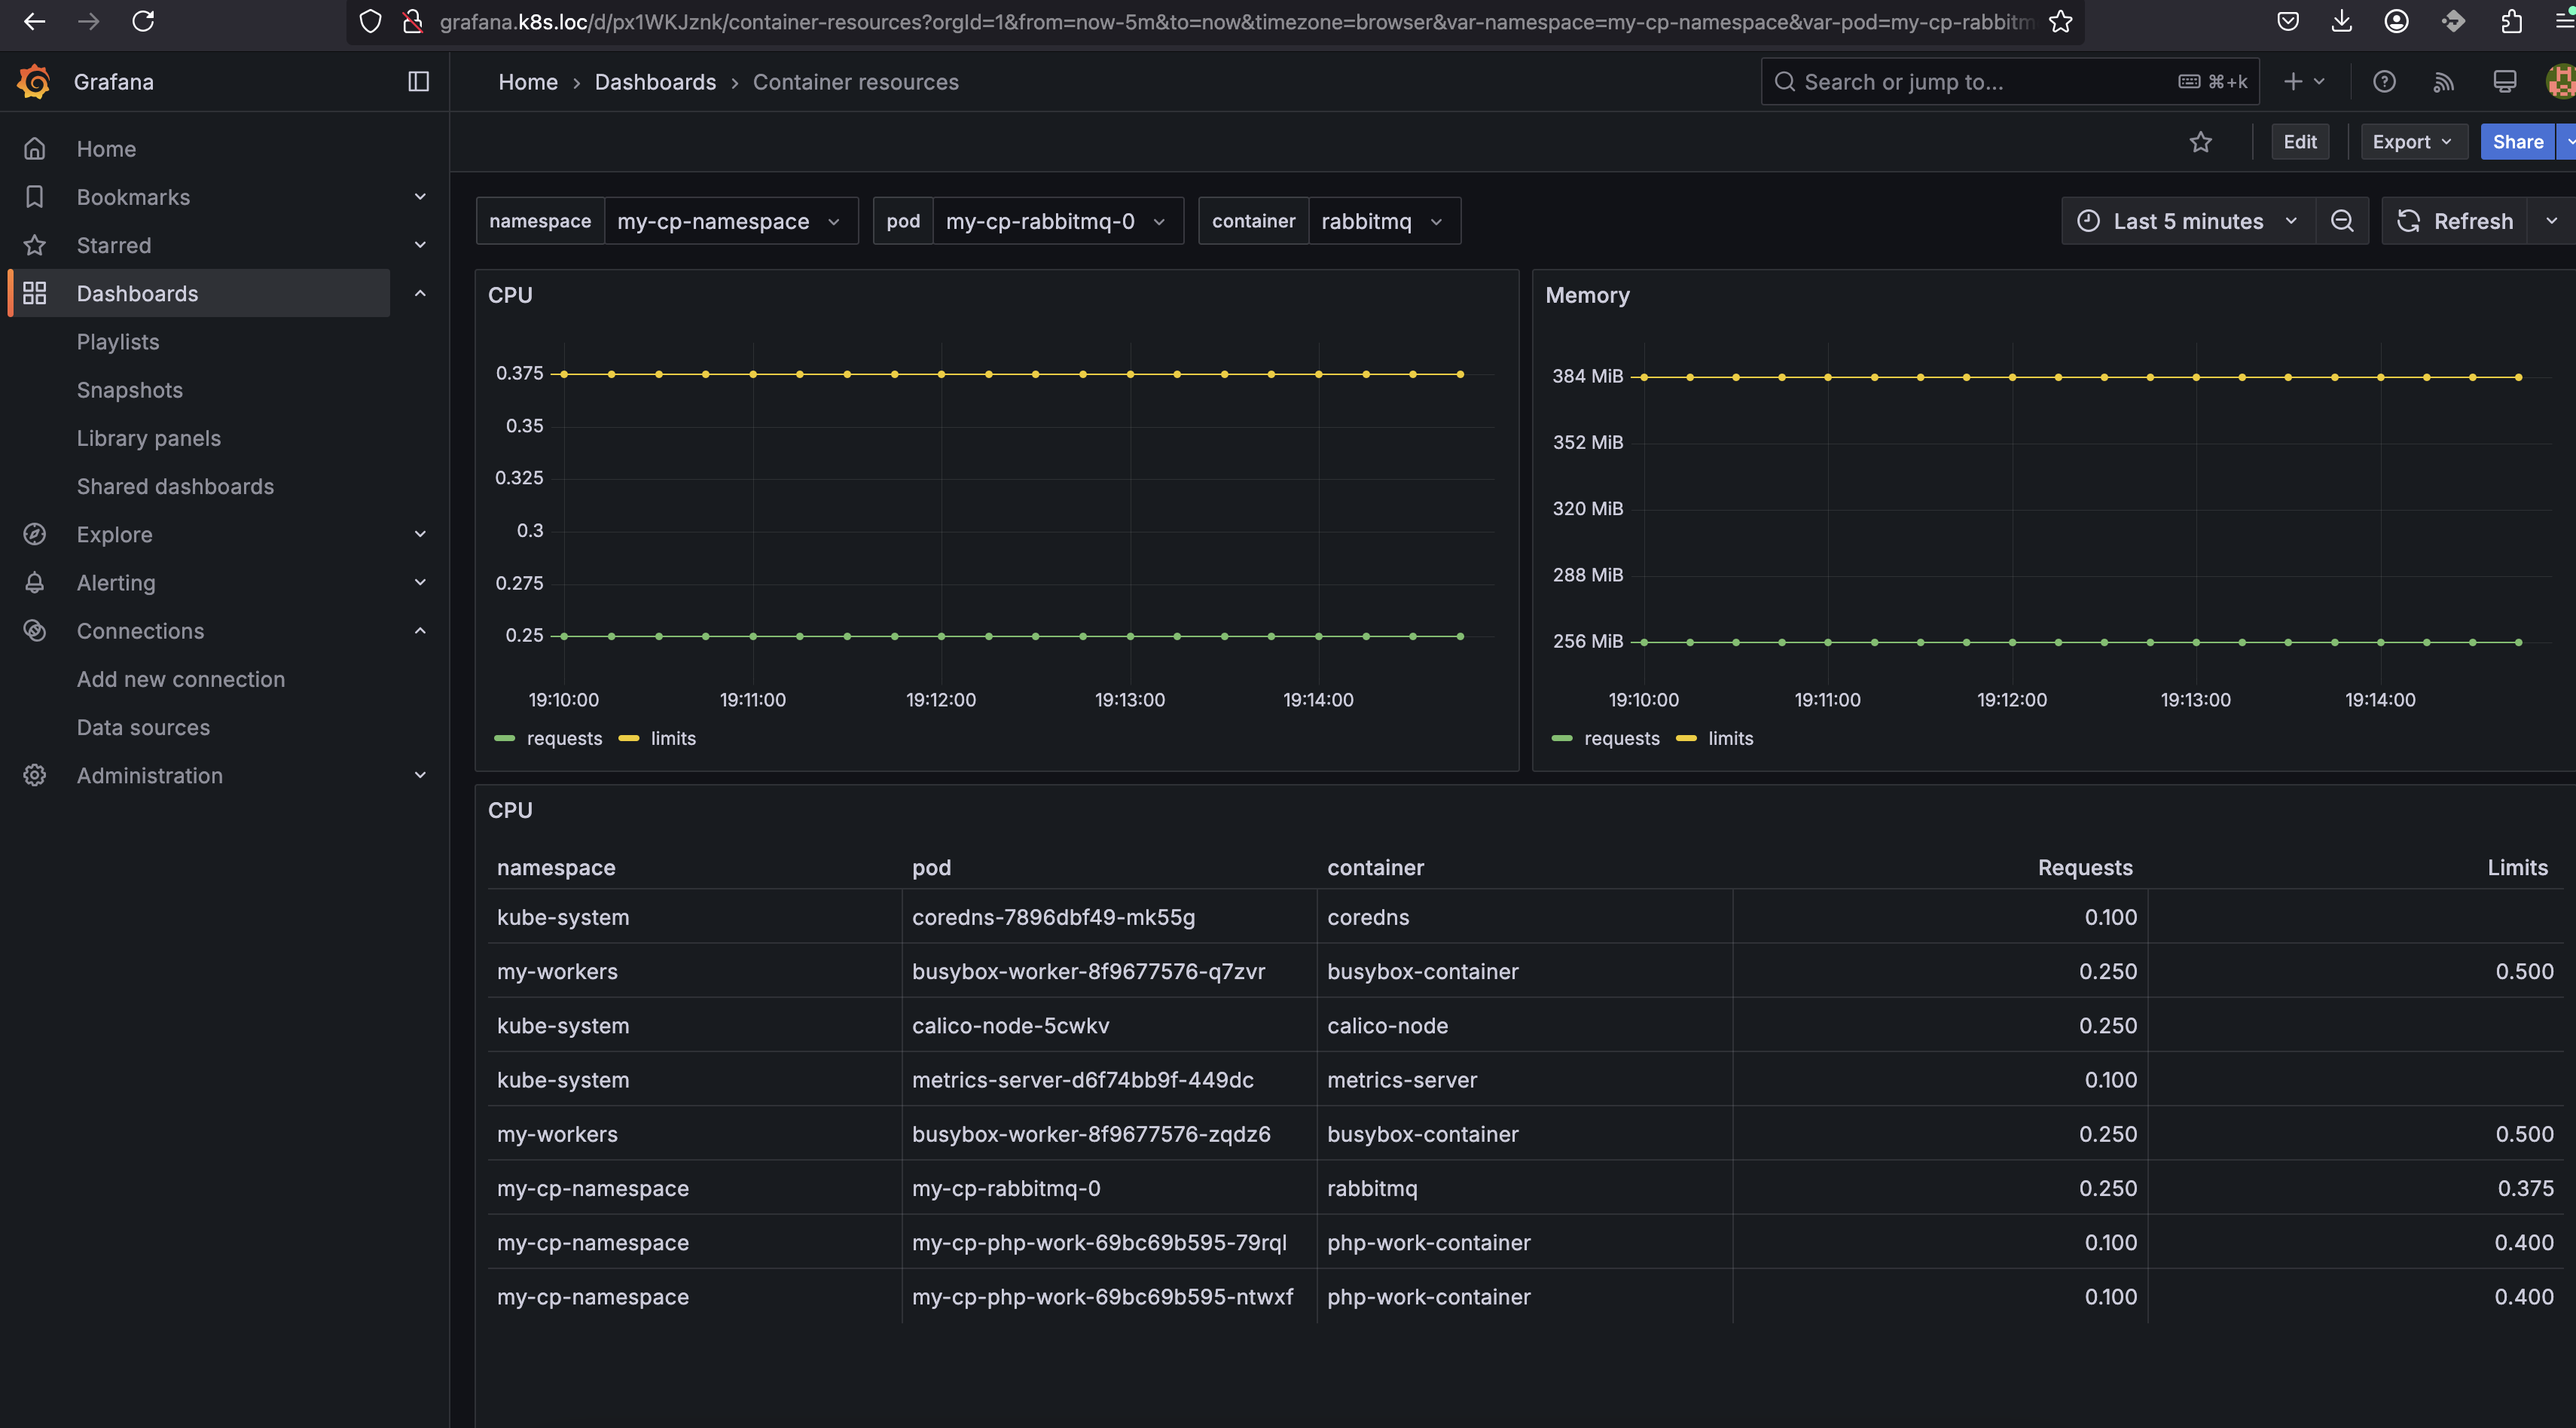 grafana.k8s.loc/d/px1WKJznk/container-resources?orgId=1&from=now-5m&to=now&timezone=browser&var-namespace=my-cp-namespace&var-pod=my-cp-rabbitm
Grafana
Home › Dashboards › Container resources
Search or jump to...
⌘+k
Edit
Export
Share
Home
Bookmarks
Starred
Dashboards
Playlists
Snapshots
Library panels
Shared dashboards
Explore
Alerting
Connections
Add new connection
Data sources
Administration
namespace my-cp-namespace pod my-cp-rabbitmq-0 container rabbitmq
Last 5 minutes
Refresh
CPU
0.375
0.35
0.325
0.3
0.275
0.25
19:10:00 19:11:00 19:12:00 19:13:00 19:14:00
requests limits
Memory
384 MiB
352 MiB
320 MiB
288 MiB
256 MiB
19:10:00 19:11:00 19:12:00 19:13:00 19:14:00
requests limits
CPU
namespace pod container Requests Limits
kube-system coredns-7896dbf49-mk55g coredns 0.100
my-workers busybox-worker-8f9677576-q7zvr busybox-container 0.250 0.500
kube-system calico-node-5cwkv calico-node 0.250
kube-system metrics-server-d6f74bb9f-449dc metrics-server 0.100
my-workers busybox-worker-8f9677576-zqdz6 busybox-container 0.250 0.500
my-cp-namespace my-cp-rabbitmq-0 rabbitmq 0.250 0.375
my-cp-namespace my-cp-php-work-69bc69b595-79rql php-work-container 0.100 0.400
my-cp-namespace my-cp-php-work-69bc69b595-ntwxf php-work-container 0.100 0.400